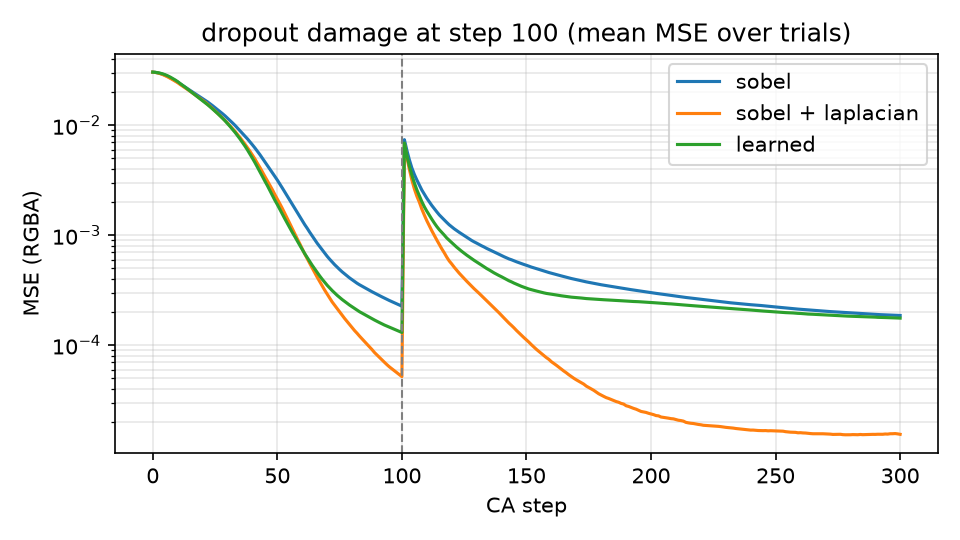 dropout damage at step 100 (mean MSE over trials)
sobel
sobel + laplacian
learned
MSE (RGBA)
10⁻²
10⁻³
10⁻⁴
0 50 100 150 200 250 300
CA step